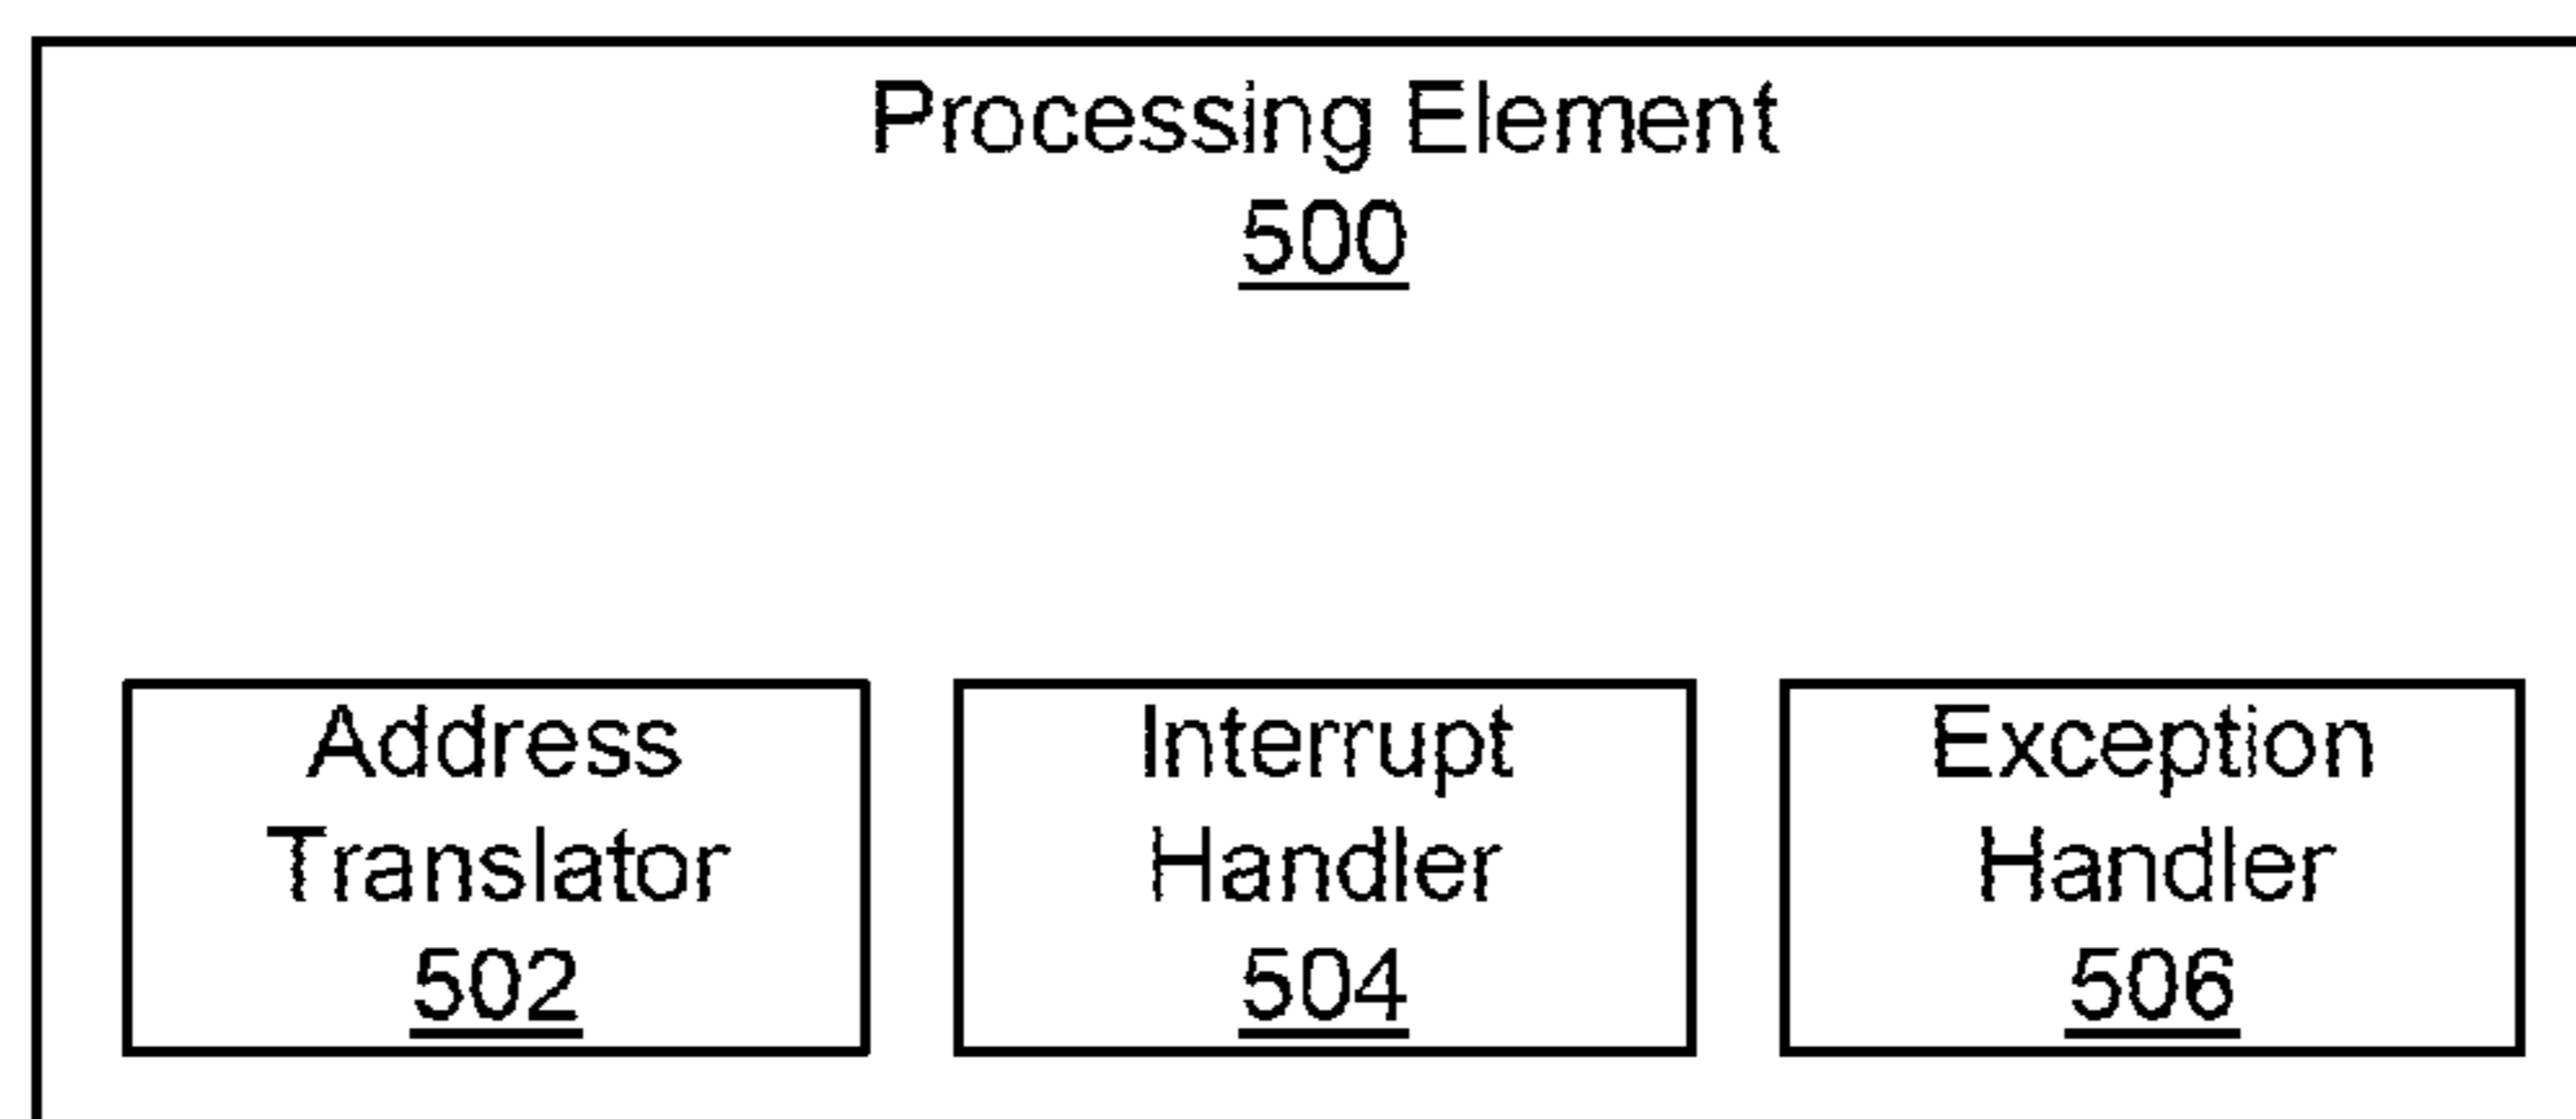 Processing Element
500
Address
Translator
502
Interrupt
Handler
504
Exception
Handler
506